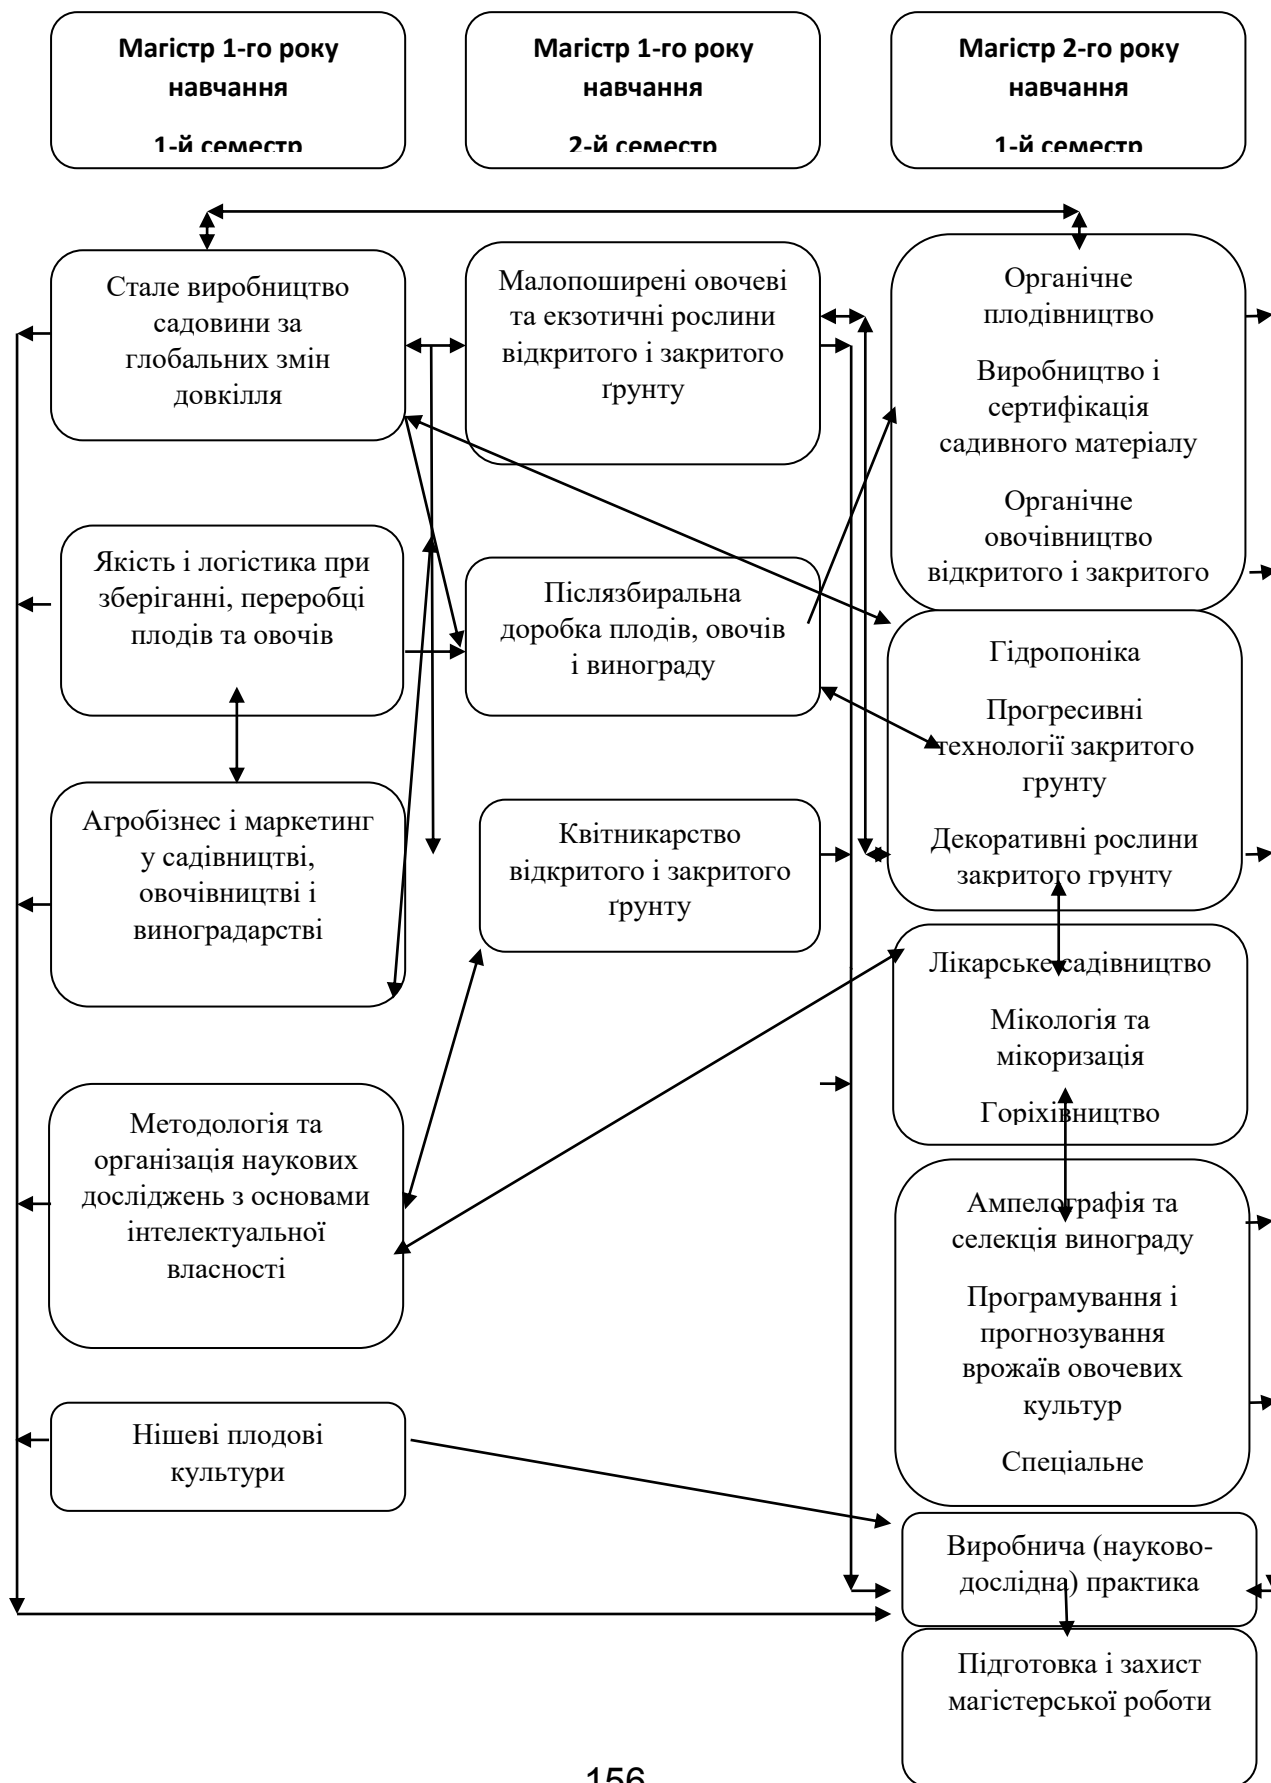 Магістр 1-го року
навчання
1-й семестр
Магістр 1-го року
навчання
2-й семестр
Магістр 2-го року
навчання
1-й семестр
Стале виробництво
садовини за
глобальних змін
довкілля
Якість і логістика при
зберіганні, переробці
плодів та овочів
Агробізнес і маркетинг
у садівництві,
овочівництві і
виноградарстві
Методологія та
організація наукових
досліджень з основами
інтелектуальної
власності
Нішеві плодові
культури
Малопоширені овочеві
та екзотичні рослини
відкритого і закритого
ґрунту
Післязбиральна
доробка плодів, овочів
і винограду
Квітникарство
відкритого і закритого
ґрунту
Органічне
плодівництво
Виробництво і
сертифікація
садивного матеріалу
Органічне
овочівництво
відкритого і закритого
Гідропоніка
Прогресивні
технології закритого
грунту
Декоративні рослини
закритого грунту
Лікарське садівництво
Мікологія та
мікоризація
Горіхівництво
Ампелографія та
селекція винограду
Програмування і
прогнозування
врожаїв овочевих
культур
Спеціальне
Виробнича (науково-
дослідна) практика
Підготовка і захист
магістерської роботи
156